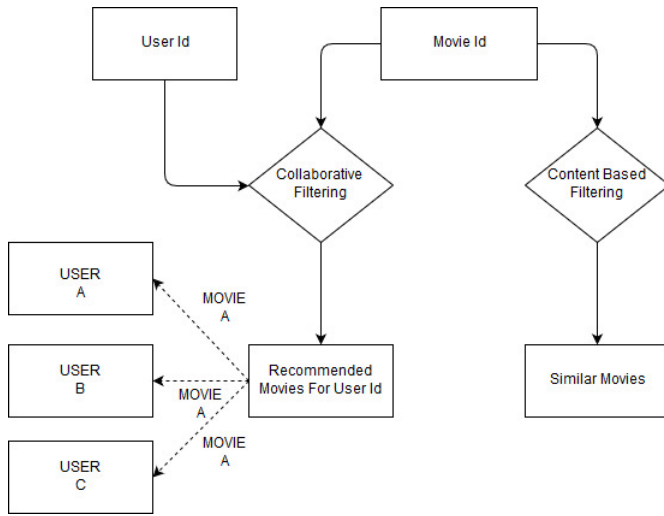 User Id
Movie Id
Collaborative
Filtering
Content Based
Filtering
USER
A
MOVIE
A
USER
B
MOVIE
A
Recommended
Movies For User Id
Similar Movies
USER
C
MOVIE
A